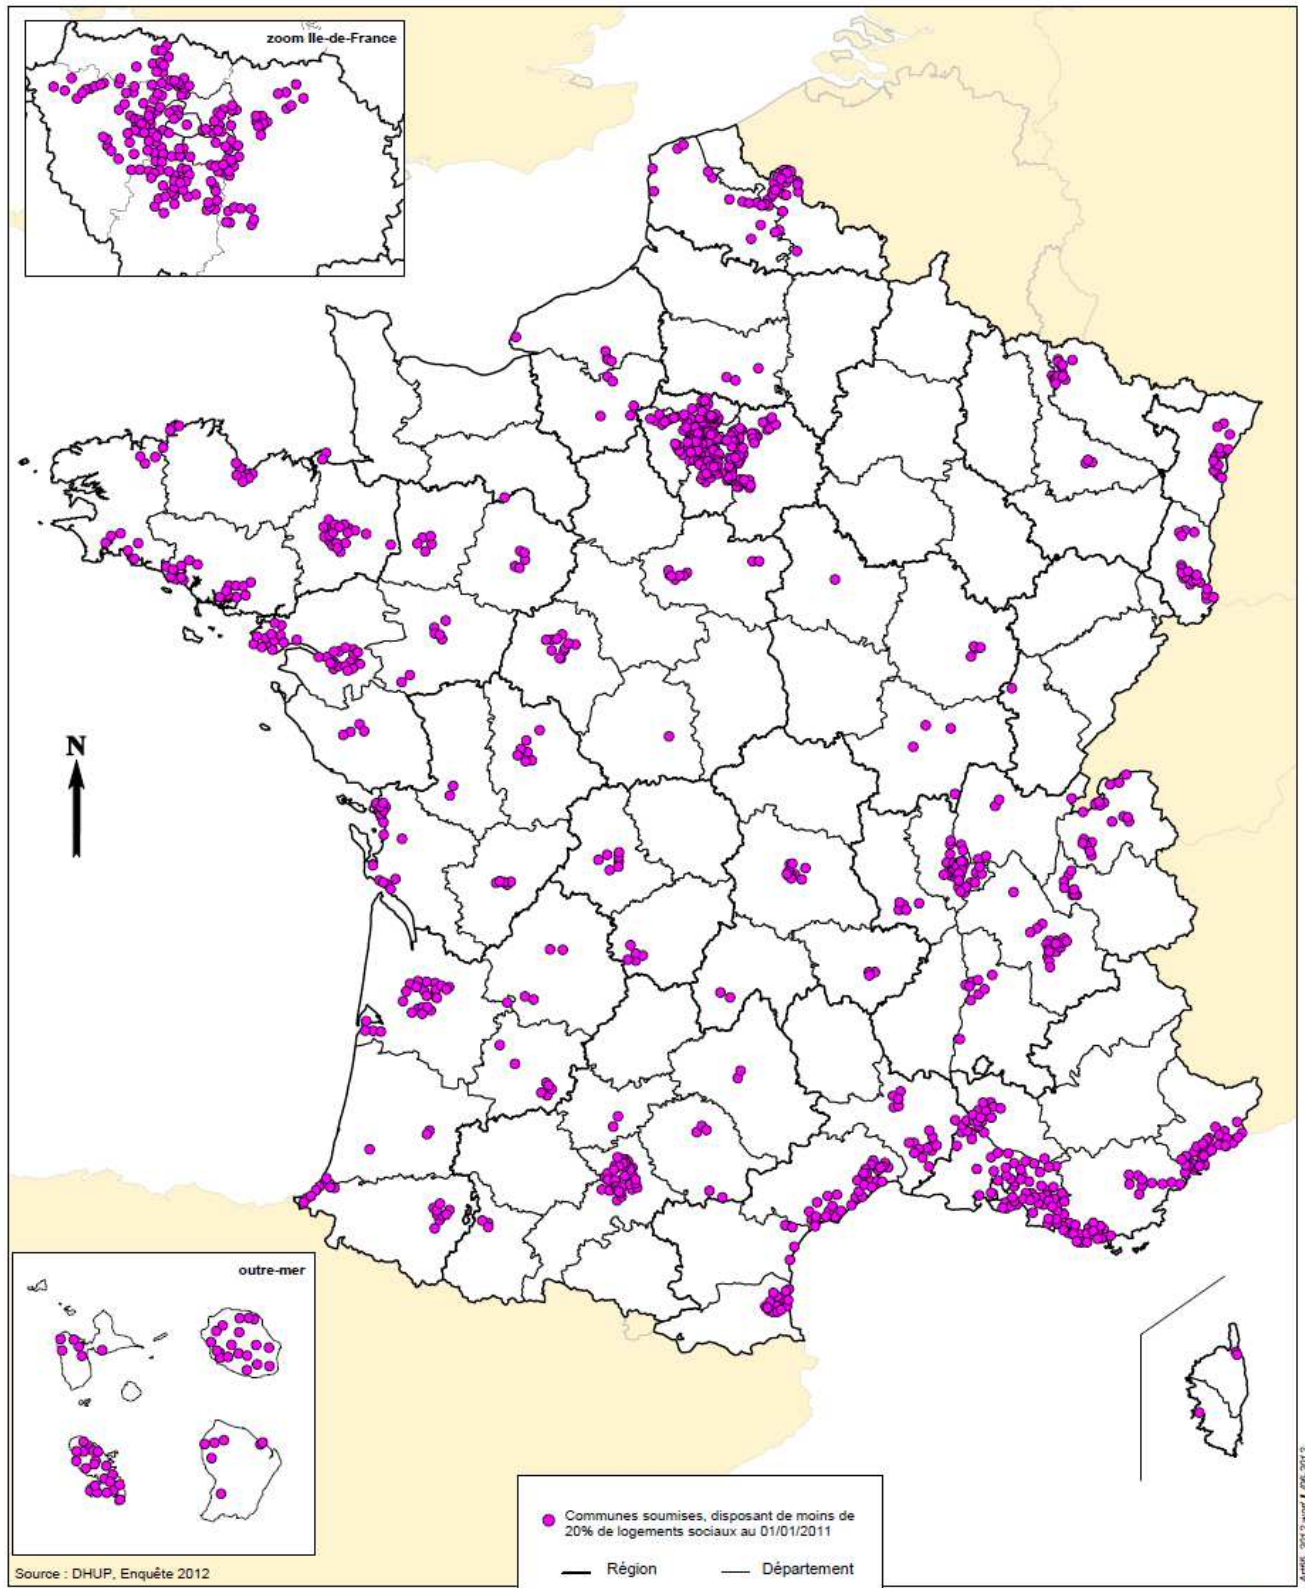 zoom Ile-de-France
N
outre-mer
Communes soumises, disposant de moins de
20% de logements sociaux au 01/01/2011
Région
Département
Source : DHUP, Enquête 2012